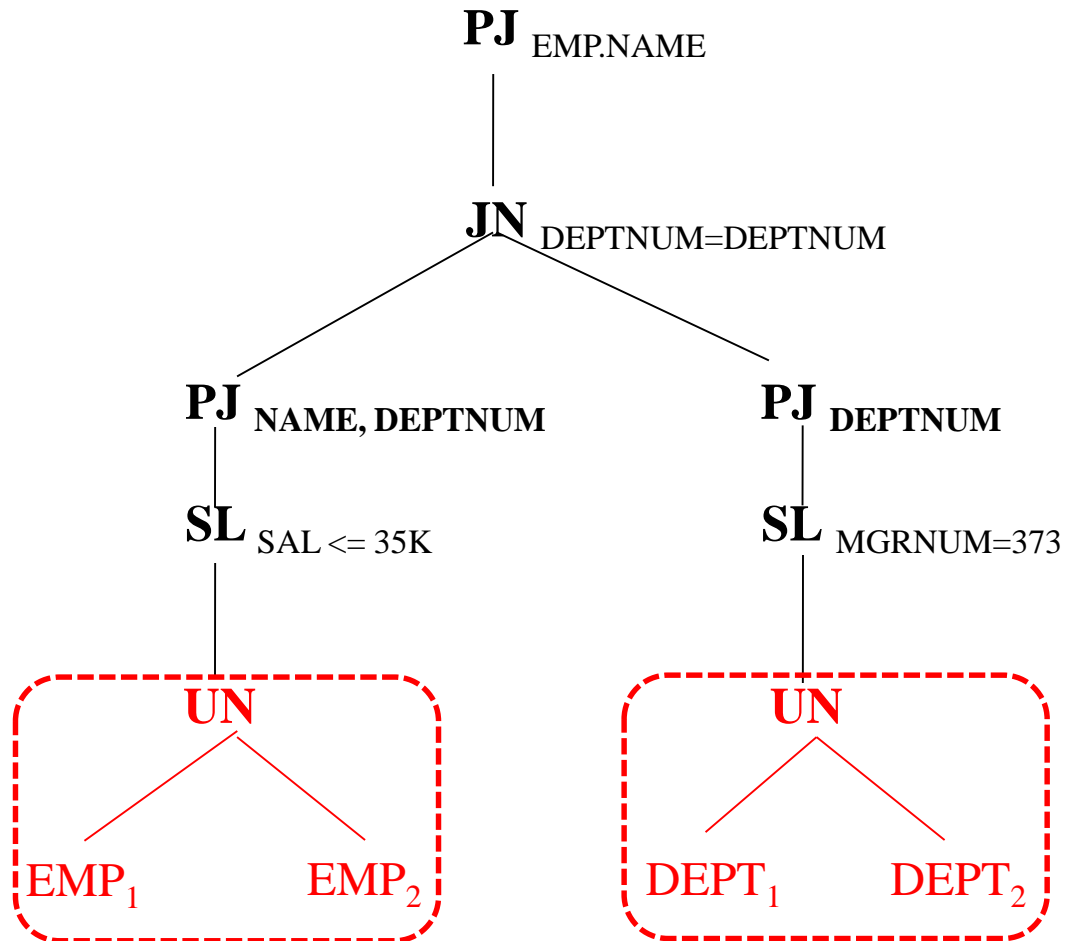 PJ EMP.NAME
JN DEPTNUM=DEPTNUM
PJ NAME, DEPTNUM PJ DEPTNUM
SL SAL <= 35K SL MGRNUM=373
UN UN
EMP1 EMP2 DEPT1 DEPT2